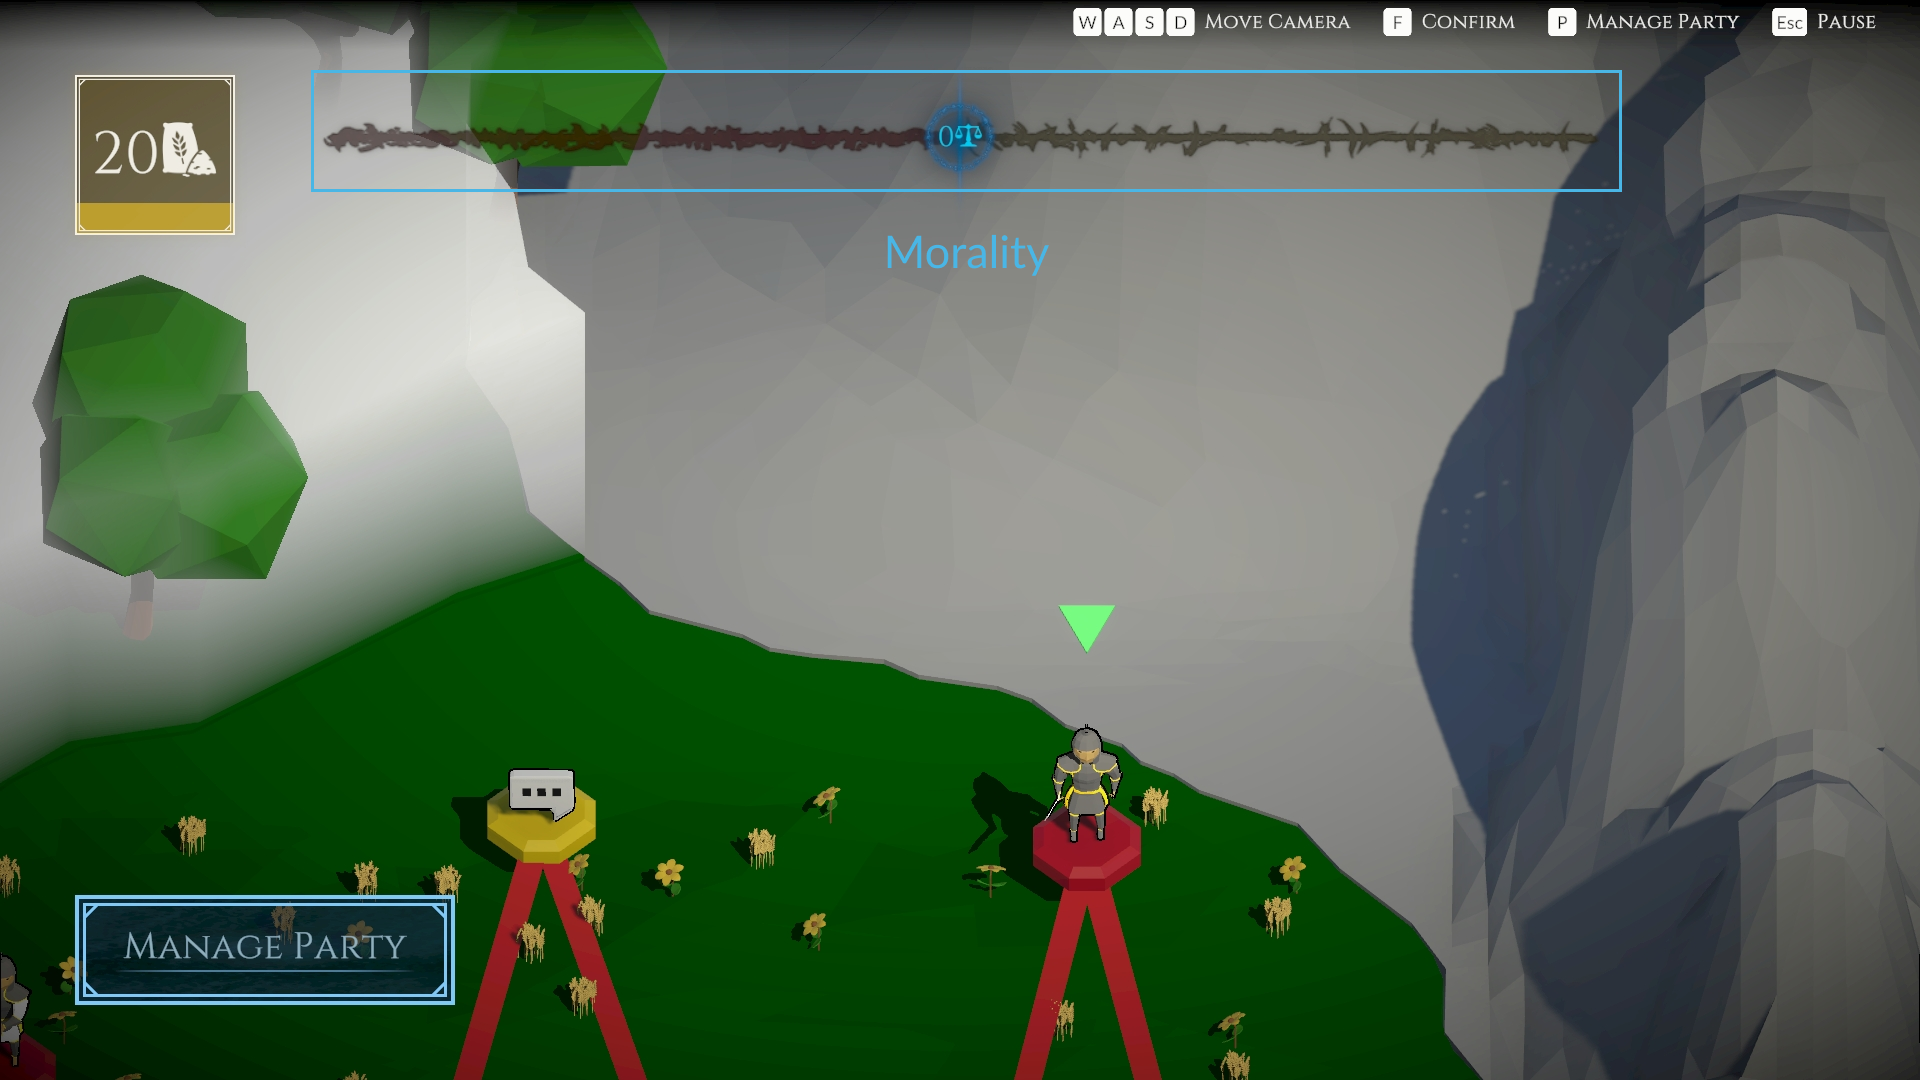 W A S D MOVE CAMERA F CONFIRM P MANAGE PARTY Esc PAUSE
20
0
Morality
MANAGE PARTY